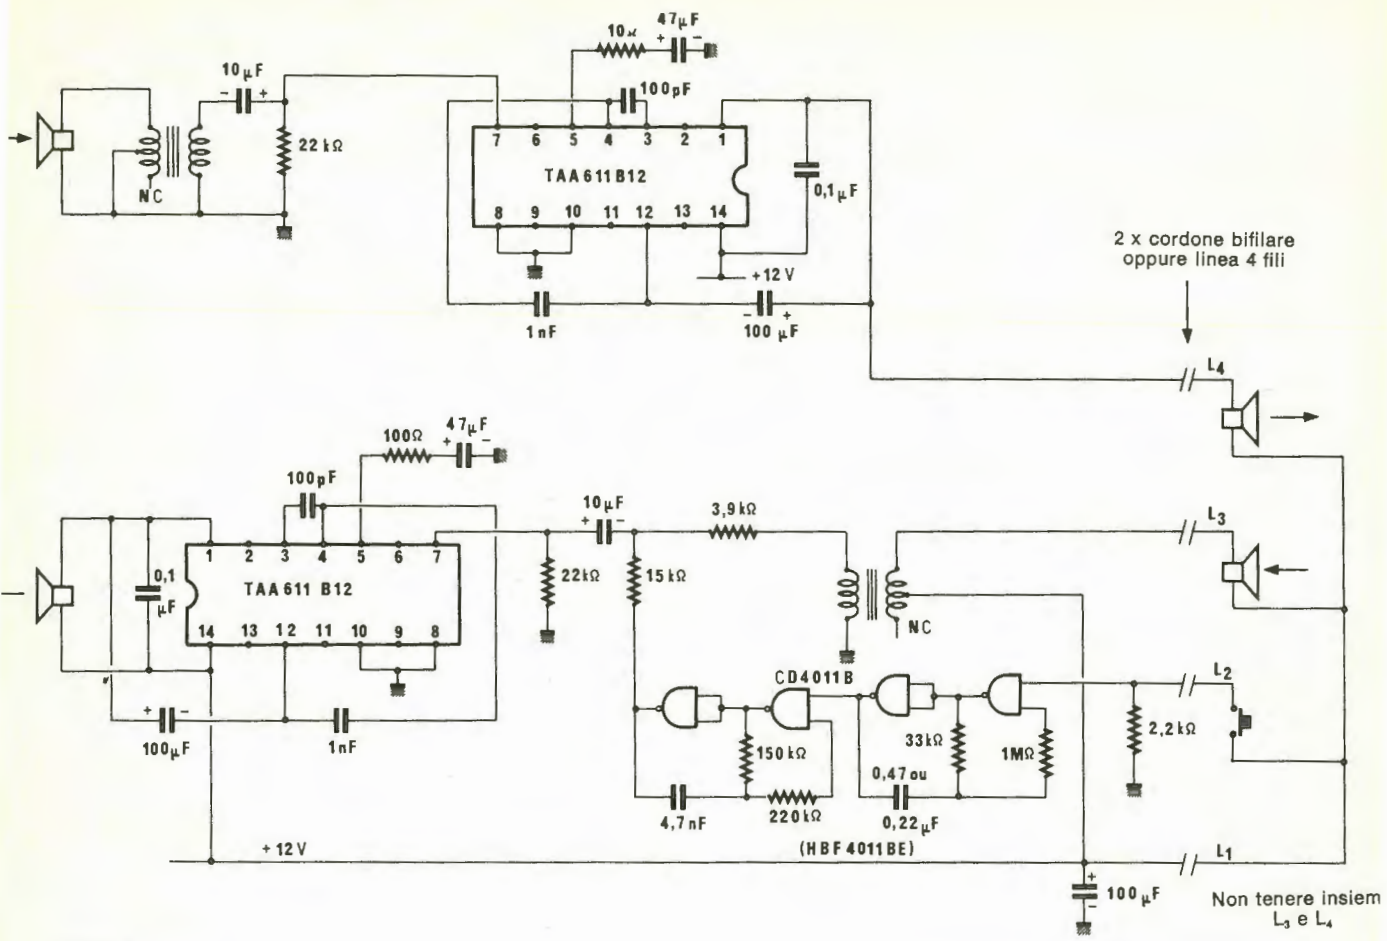 10Ω
47µF
+ −
10µF
− +
22kΩ
NC
100pF
7 6 5 4 3 2 1
TAA611B12
8 9 10 11 12 13 14
0,1µF
+12V
1nF
− +
100µF
2 x cordone bifilare
oppure linea 4 fili
L4
100Ω
47µF
+ −
100pF
10µF
+ −
3,9kΩ
L3
1 2 3 4 5 6 7
TAA611 B12
14 13 12 11 10 9 8
0,1
µF
22kΩ
15kΩ
NC
CD4011B
L2
+ −
100µF
1nF
150kΩ
33kΩ
1MΩ
2,2kΩ
220kΩ
0,47 ou
0,22µF
4,7nF
+12V
(HBF4011BE)
L1
+
100µF
−
Non tenere insiem
L3 e L4